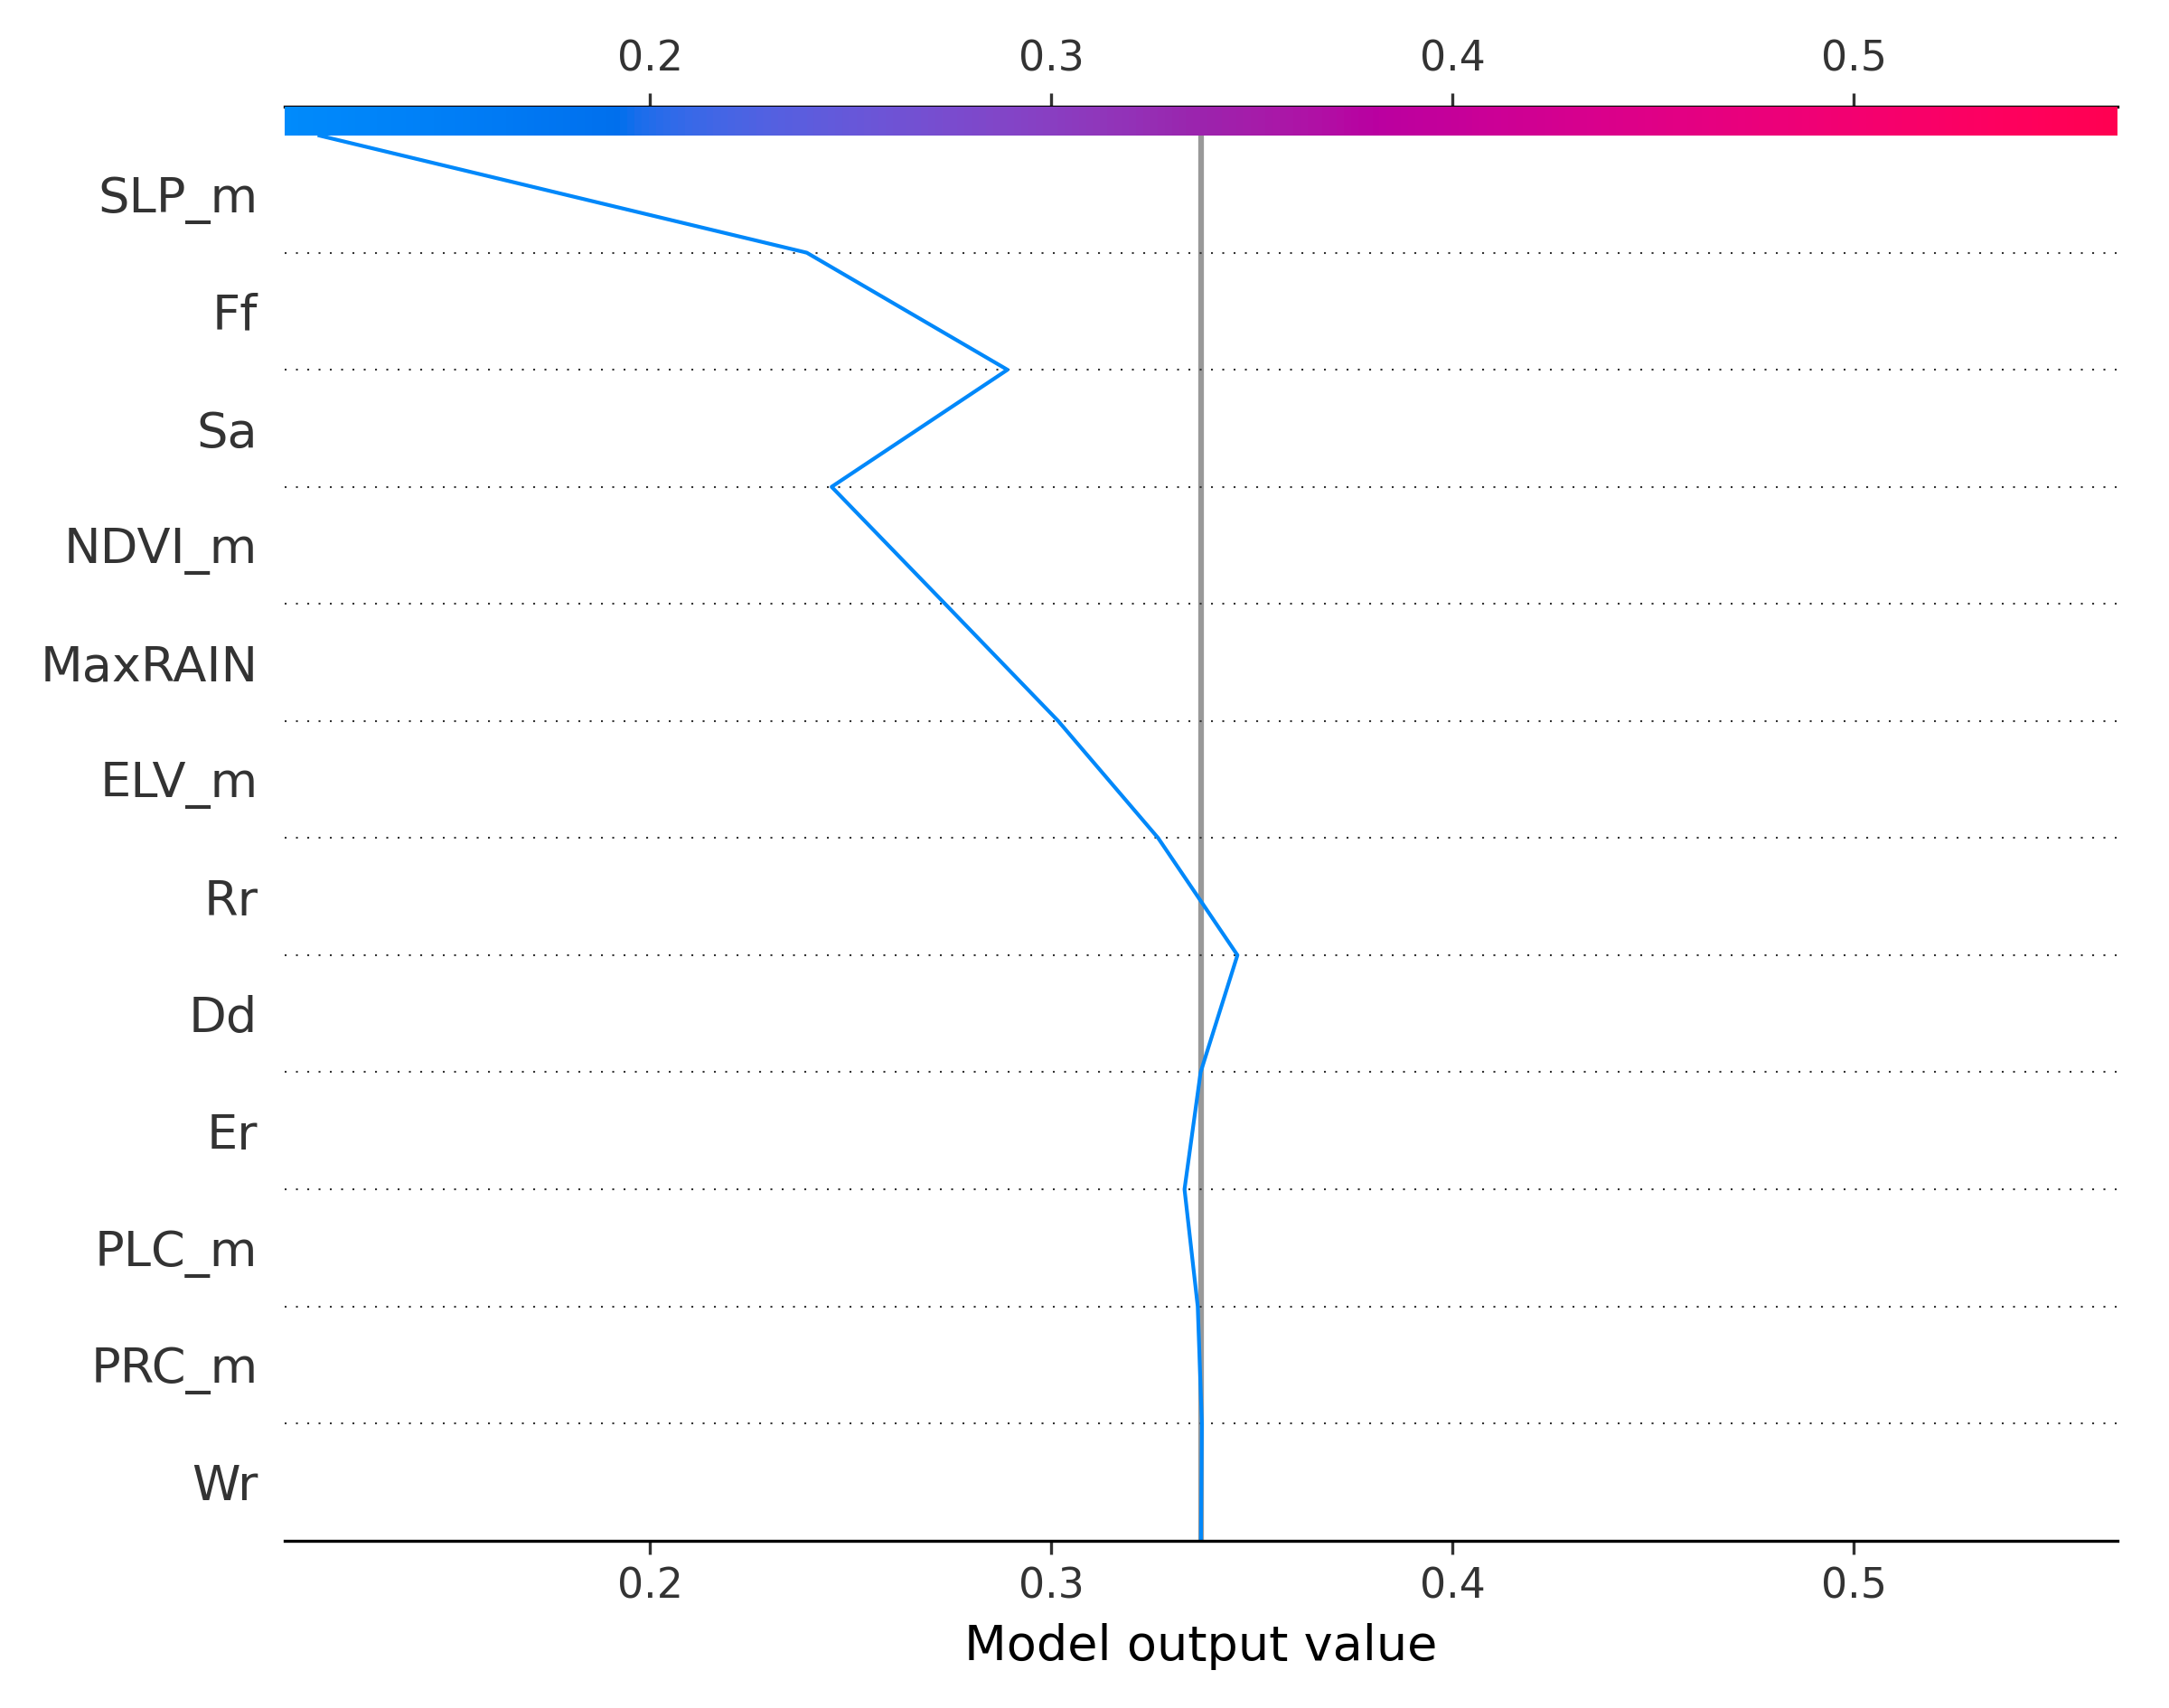 0.2 0.3 0.4 0.5
SLP_m
Ff
Sa
NDVI_m
MaxRAIN
ELV_m
Rr
Dd
Er
PLC_m
PRC_m
Wr
0.2 0.3 0.4 0.5
Model output value